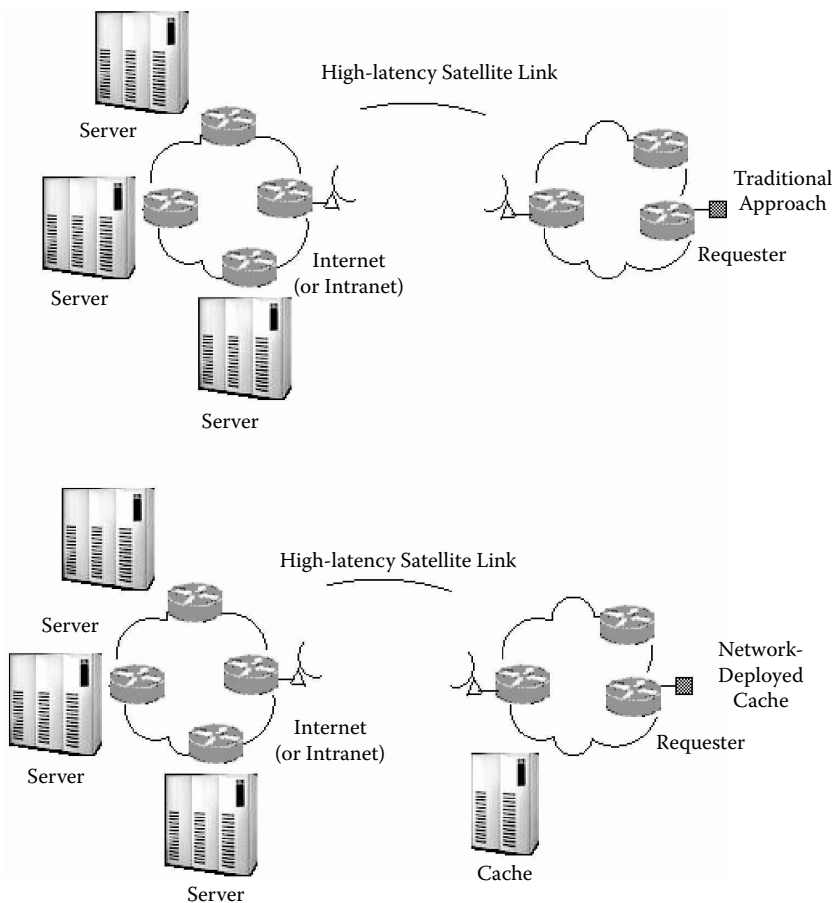 High-latency Satellite Link
Server
Traditional
Approach
Server
Internet
(or Intranet)
Requester
Server
High-latency Satellite Link
Server
Network-
Deployed
Cache
Server
Internet
(or Intranet)
Requester
Server
Cache